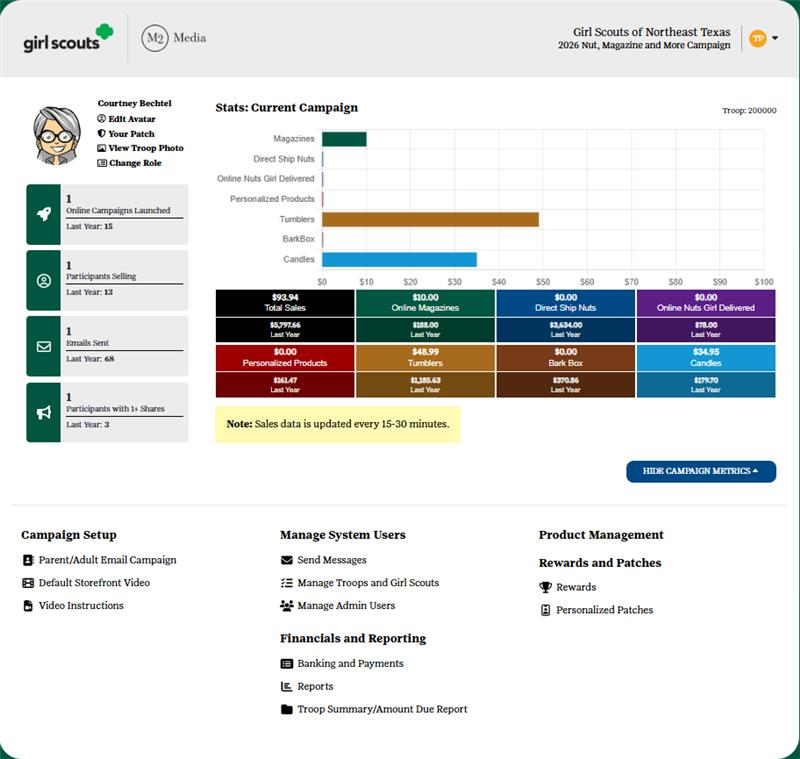 girl scouts
M2 Media
Girl Scouts of Northeast Texas
2026 Nut, Magazine and More Campaign
TP
Courtney Bechtel
Edit Avatar
Your Patch
View Troop Photo
Change Role
1
Online Campaigns Launched
Last Year: 15
1
Participants Selling
Last Year: 13
1
Emails Sent
Last Year: 68
1
Participants with 1+ Shares
Last Year: 3
Stats: Current Campaign
Troop: 200000
Magazines
Direct Ship Nuts
Online Nuts Girl Delivered
Personalized Products
Tumblers
BarkBox
Candles
$0 $10 $20 $30 $40 $50 $60 $70 $80 $90 $100
$93.94 $10.00 $0.00 $0.00
Total Sales Online Magazines Direct Ship Nuts Online Nuts Girl Delivered
$5,797.66 $188.00 $3,634.00 $78.00
Last Year Last Year Last Year Last Year
$0.00 $48.99 $0.00 $34.95
Personalized Products Tumblers Bark Box Candles
$161.47 $1,185.63 $370.86 $179.70
Last Year Last Year Last Year Last Year
Note: Sales data is updated every 15-30 minutes.
HIDE CAMPAIGN METRICS
Campaign Setup
Parent/Adult Email Campaign
Default Storefront Video
Video Instructions
Manage System Users
Send Messages
Manage Troops and Girl Scouts
Manage Admin Users
Financials and Reporting
Banking and Payments
Reports
Troop Summary/Amount Due Report
Product Management
Rewards and Patches
Rewards
Personalized Patches